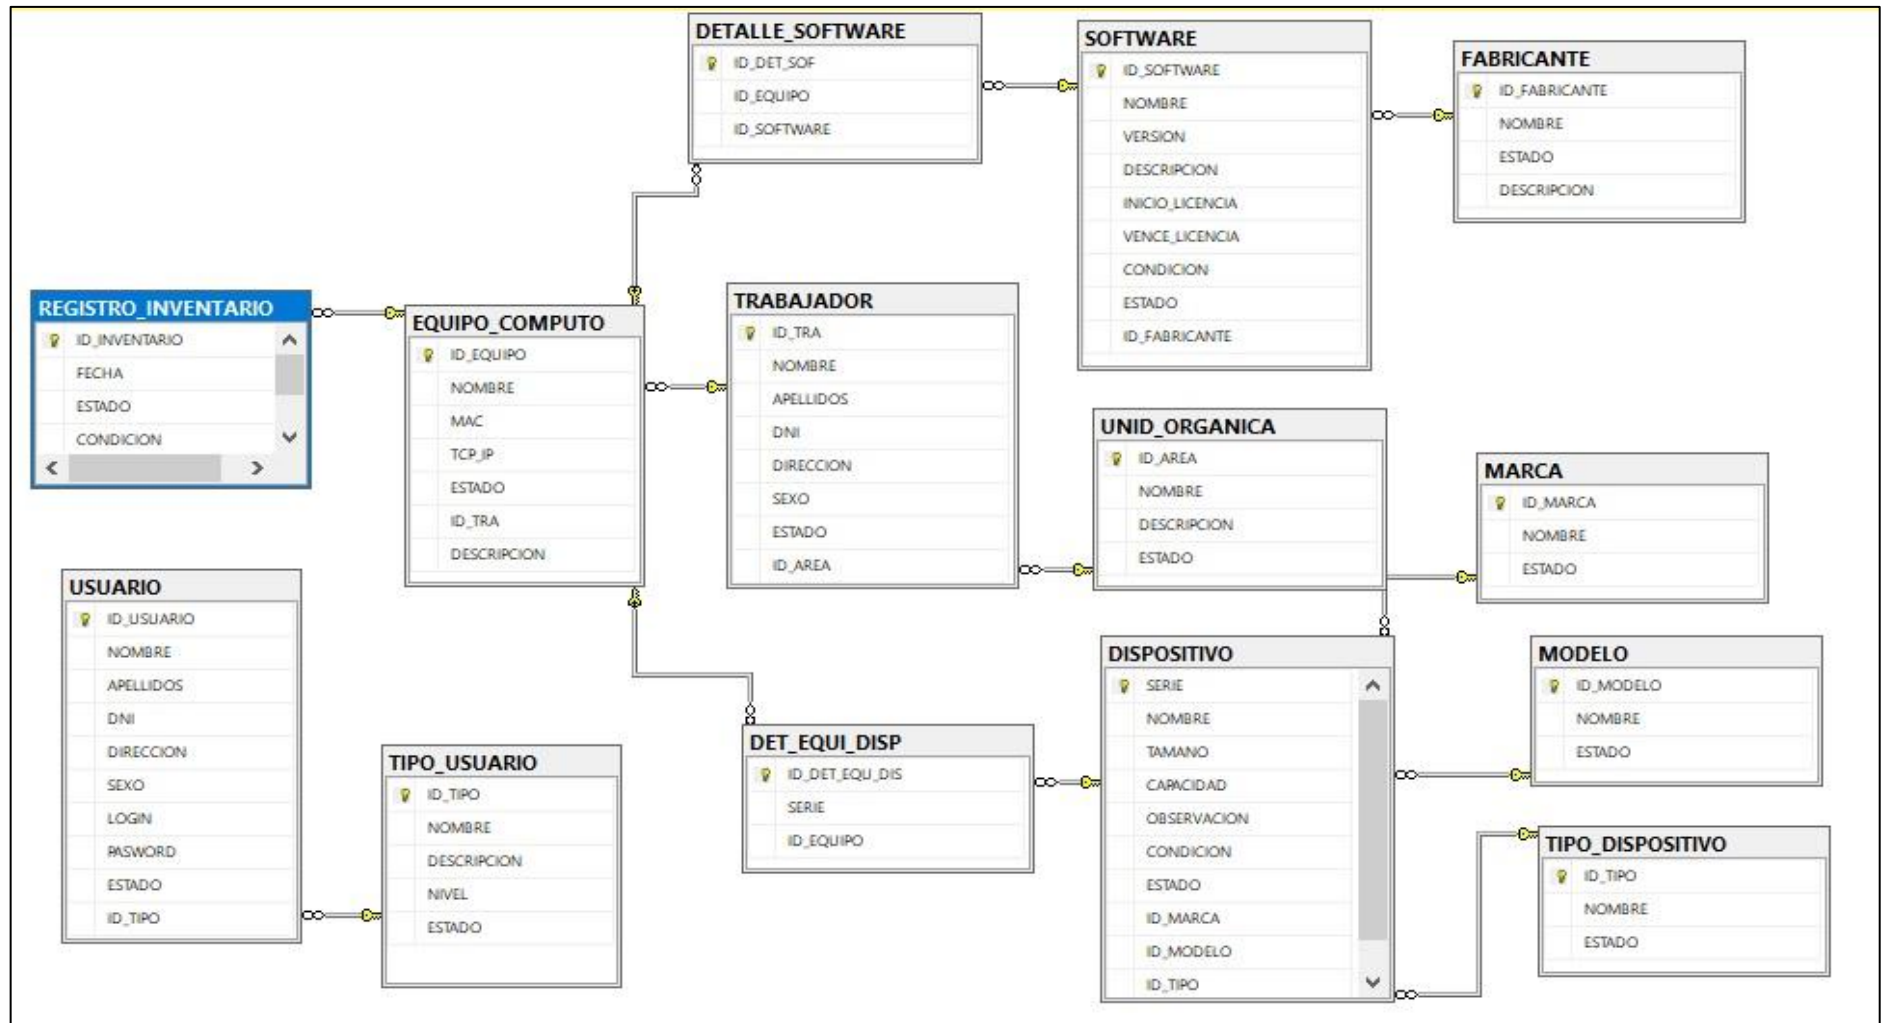 DETALLE_SOFTWARE
ID_DET_SOF
ID_EQUIPO
ID_SOFTWARE
SOFTWARE
ID_SOFTWARE
NOMBRE
VERSION
DESCRIPCION
INICIO_LICENCIA
VENCE_LICENCIA
CONDICION
ESTADO
ID_FABRICANTE
FABRICANTE
ID_FABRICANTE
NOMBRE
ESTADO
DESCRIPCION
REGISTRO_INVENTARIO
ID_INVENTARIO
FECHA
ESTADO
CONDICION
EQUIPO_COMPUTO
ID_EQUIPO
NOMBRE
MAC
TCP_IP
ESTADO
ID_TRA
DESCRIPCION
TRABAJADOR
ID_TRA
NOMBRE
APELLIDOS
DNI
DIRECCION
SEXO
ESTADO
ID_AREA
UNID_ORGANICA
ID_AREA
NOMBRE
DESCRIPCION
ESTADO
MARCA
ID_MARCA
NOMBRE
ESTADO
USUARIO
ID_USUARIO
NOMBRE
APELLIDOS
DNI
DIRECCION
SEXO
LOGIN
PASWORD
ESTADO
ID_TIPO
TIPO_USUARIO
ID_TIPO
NOMBRE
DESCRIPCION
NIVEL
ESTADO
DET_EQUI_DISP
ID_DET_EQU_DIS
SERIE
ID_EQUIPO
DISPOSITIVO
SERIE
NOMBRE
TAMANO
CAPACIDAD
OBSERVACION
CONDICION
ESTADO
ID_MARCA
ID_MODELO
ID_TIPO
MODELO
ID_MODELO
NOMBRE
ESTADO
TIPO_DISPOSITIVO
ID_TIPO
NOMBRE
ESTADO